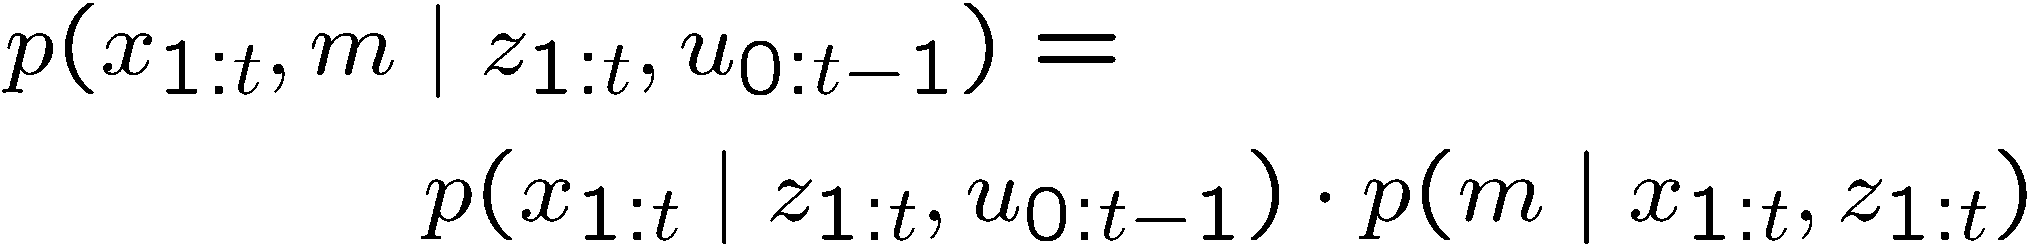 p(x_{1:t}, m | z_{1:t}, u_{0:t−1}) =
p(x_{1:t} | z_{1:t}, u_{0:t−1}) · p(m | x_{1:t}, z_{1:t})